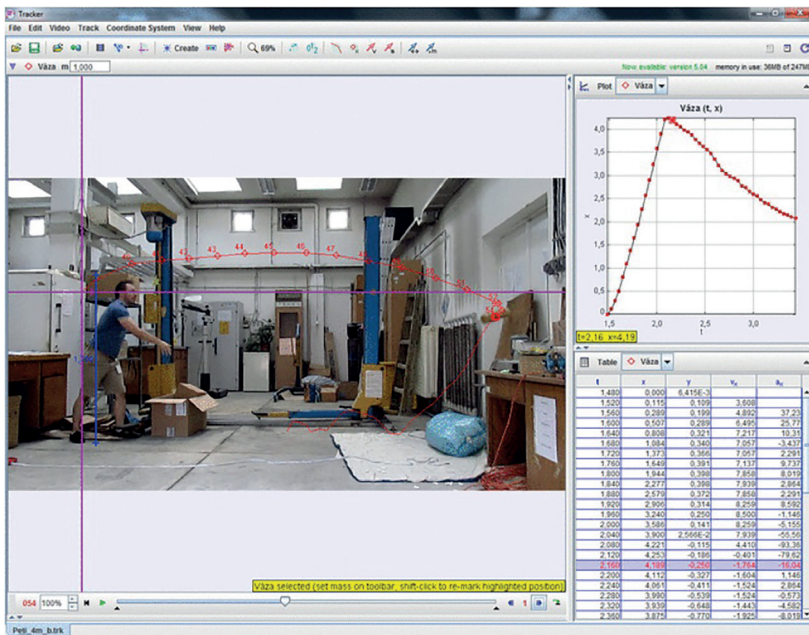 Tracker
File Edit Video Track Coordinate System View Help
Create 69%
Váza m 1,000
Now available: version 5.04 memory in use: 36MB of 247MB
Plot Váza
Váza (t, x)
4,0
3,5
3,0
2,5
2,0
1,5
1,0
0,5
0,0
x
1,5 2,0 2,5 3,0
t
t=2,16 x=4,19
43 43 44 45 46 47
Table Váza
t x y vx ax
1,480 0,000 6,415E-3
1,520 0,115 0,109 3,608
1,560 0,289 0,199 4,892 37,23
1,600 0,507 0,289 6,495 25,77
1,640 0,808 0,321 7,217 10,31
1,680 1,084 0,340 7,057 -3,437
1,720 1,373 0,366 7,057 2,291
1,760 1,649 0,391 7,137 9,737
1,800 1,944 0,398 7,858 8,019
1,840 2,277 0,398 7,939 2,864
1,880 2,579 0,372 7,858 2,291
1,920 2,906 0,314 8,259 8,592
1,960 3,240 0,250 8,500 -1,146
2,000 3,586 0,141 8,259 -5,155
2,040 3,900 2,566E-2 7,939 -55,56
2,080 4,221 -0,115 4,410 -93,36
2,120 4,253 -0,186 -0,401 -79,62
2,160 4,189 -0,250 -1,764 -16,04
2,200 4,112 -0,327 -1,604 1,146
2,240 4,061 -0,411 -1,524 2,864
2,280 3,990 -0,539 -1,524 -0,573
2,320 3,939 -0,648 -1,443 -4,582
2,360 3,875 -0,770 -1,925 -8,019
Váza selected (set mass on toolbar, shift-click to re-mark highlighted position)
054 100% 1
Peti_4m_b.trk